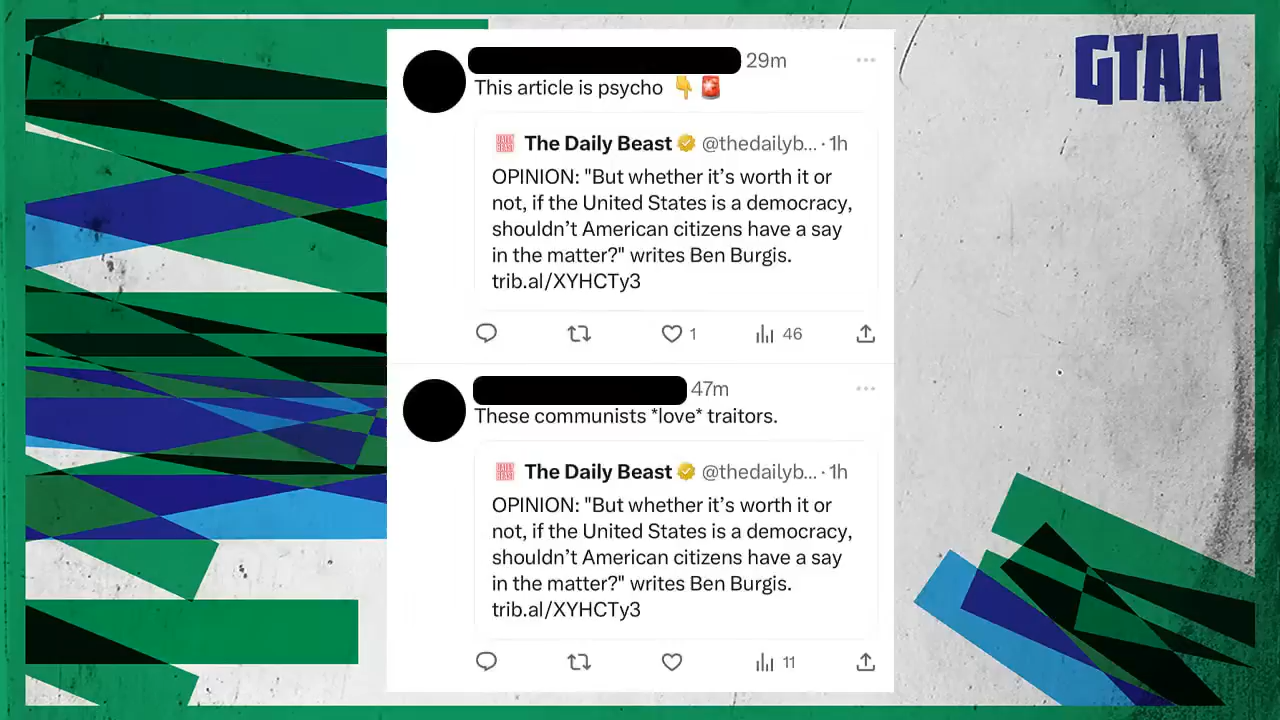 GTAA
29m
This article is psycho 👇 🚨
The Daily Beast @thedailyb... · 1h
OPINION: "But whether it’s worth it or
not, if the United States is a democracy,
shouldn’t American citizens have a say
in the matter?" writes Ben Burgis.
trib.al/XYHCTy3
1 46
47m
These communists *love* traitors.
The Daily Beast @thedailyb... · 1h
OPINION: "But whether it’s worth it or
not, if the United States is a democracy,
shouldn’t American citizens have a say
in the matter?" writes Ben Burgis.
trib.al/XYHCTy3
11